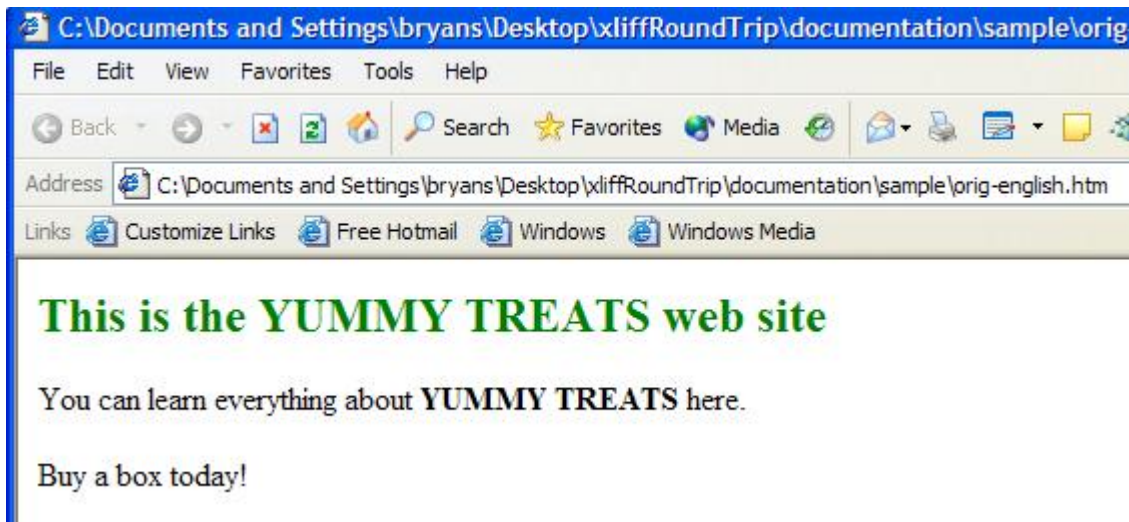 C:\Documents and Settings\bryans\Desktop\xliffRoundTrip\documentation\sample\orig
File Edit View Favorites Tools Help
Back Search Favorites Media
Address C:\Documents and Settings\bryans\Desktop\xliffRoundTrip\documentation\sample\orig-english.htm
Links Customize Links Free Hotmail Windows Windows Media
This is the YUMMY TREATS web site
You can learn everything about YUMMY TREATS here.
Buy a box today!